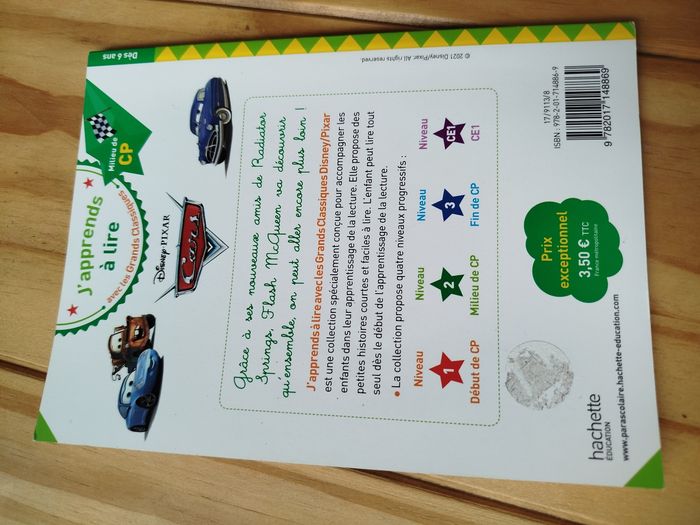 J'apprends
à lire
avec les Grands Classiques
Milieu de
CP
Dès 6 ans
DISNEY PIXAR
Cars
Grâce à ses nouveaux amis de Radiator
Springs, Flash McQueen va découvrir
qu'ensemble, on peut aller encore plus loin !
J'apprends à lire avec les Grands Classiques Disney/Pixar
est une collection spécialement conçue pour accompagner les
enfants dans leur apprentissage de la lecture. Elle propose des
petites histoires courtes et faciles à lire. L'enfant peut lire tout
seul dès le début de l'apprentissage de la lecture.
• La collection propose quatre niveaux progressifs :
Niveau
1
Début de CP
Niveau
2
Milieu de CP
Niveau
3
Fin de CP
Niveau
CE1
CE1
© 2021 Disney/Pixar. All rights reserved.
hachette
ÉDUCATION
www.parascolaire.hachette-education.com
Prix
exceptionnel
3,50 € TTC
France métropolitaine
17/9113/8
ISBN : 978-2-01-714886-9
9 782017 148869